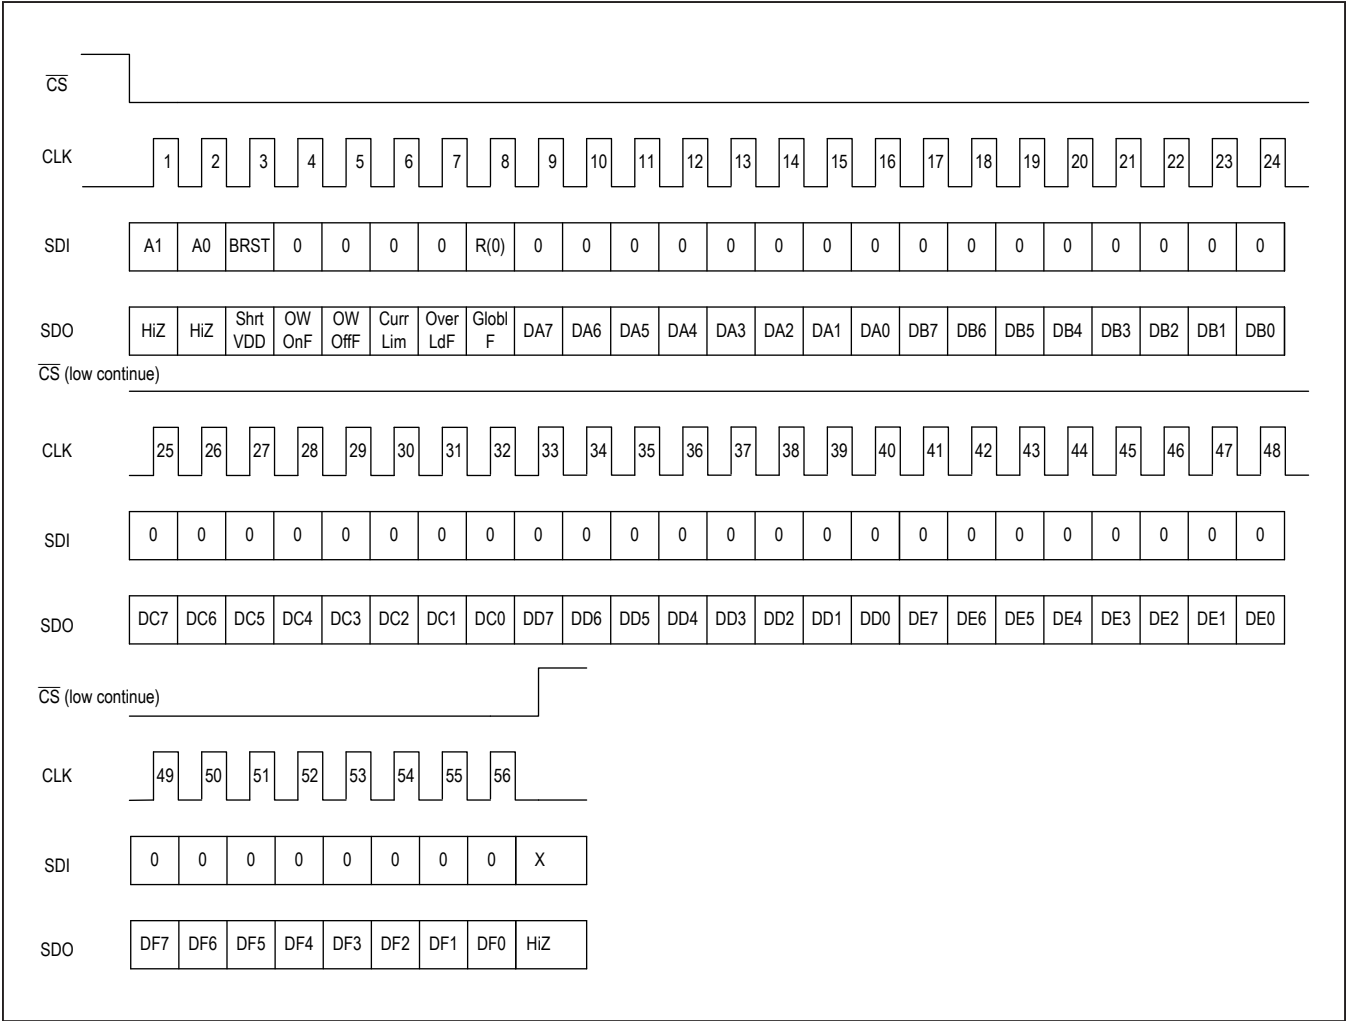 CS
CLK 1 2 3 4 5 6 7 8 9 10 11 12 13 14 15 16 17 18 19 20 21 22 23 24
SDI A1 A0 BRST 0 0 0 0 R(0) 0 0 0 0 0 0 0 0 0 0 0 0 0 0 0 0
SDO HiZ HiZ Shrt VDD OW OnF OW OffF Curr Lim Over LdF Globl F DA7 DA6 DA5 DA4 DA3 DA2 DA1 DA0 DB7 DB6 DB5 DB4 DB3 DB2 DB1 DB0
CS (low continue)
CLK 25 26 27 28 29 30 31 32 33 34 35 36 37 38 39 40 41 42 43 44 45 46 47 48
SDI 0 0 0 0 0 0 0 0 0 0 0 0 0 0 0 0 0 0 0 0 0 0 0 0
SDO DC7 DC6 DC5 DC4 DC3 DC2 DC1 DC0 DD7 DD6 DD5 DD4 DD3 DD2 DD1 DD0 DE7 DE6 DE5 DE4 DE3 DE2 DE1 DE0
CS (low continue)
CLK 49 50 51 52 53 54 55 56
SDI 0 0 0 0 0 0 0 0 X
SDO DF7 DF6 DF5 DF4 DF3 DF2 DF1 DF0 HiZ